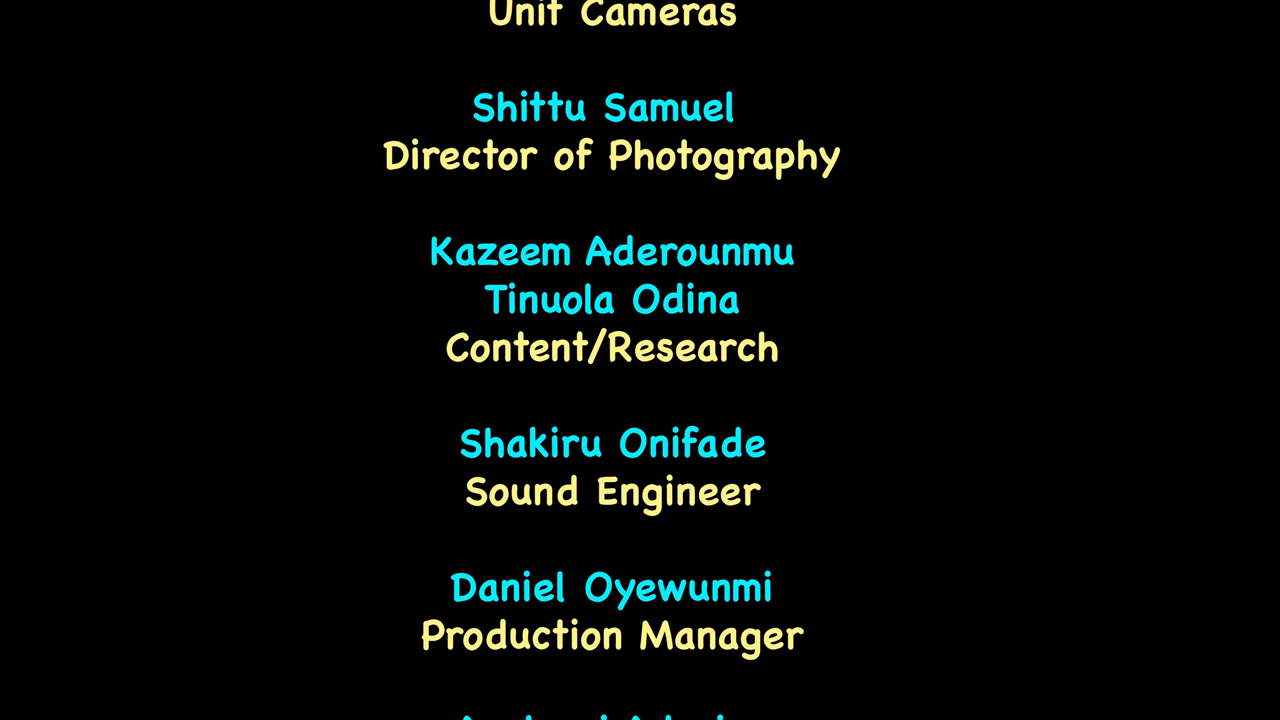 Unit Cameras
Shittu Samuel
Director of Photography
Kazeem Aderounmu
Tinuola Odina
Content/Research
Shakiru Onifade
Sound Engineer
Daniel Oyewunmi
Production Manager